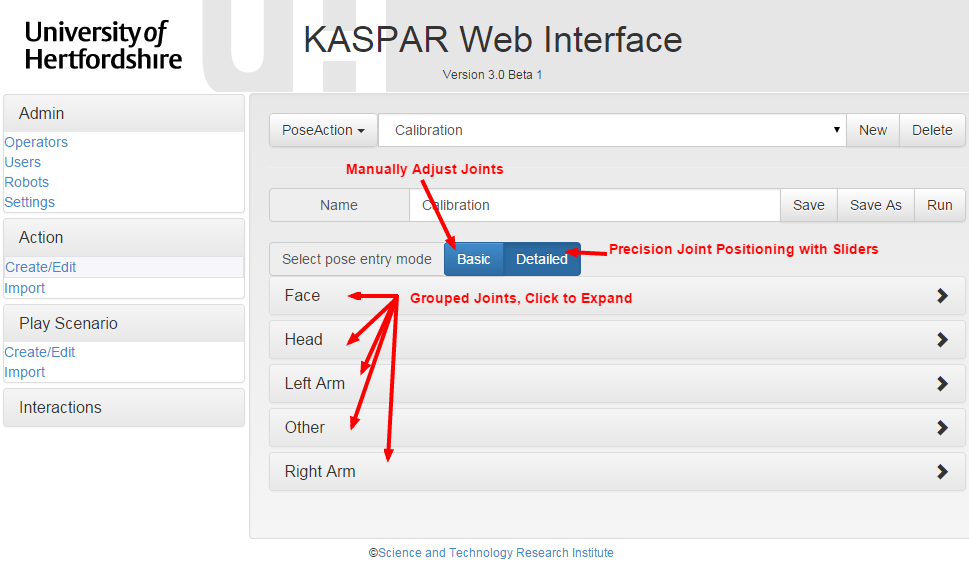 University of
Hertfordshire
KASPAR Web Interface
Version 3.0 Beta 1
Admin
Operators
Users
Robots
Settings
Action
Create/Edit
Import
Play Scenario
Create/Edit
Import
Interactions
PoseAction Calibration New Delete
Manually Adjust Joints
Name Calibration Save Save As Run
Select pose entry mode Basic Detailed
Precision Joint Positioning with Sliders
Face
Grouped Joints, Click to Expand
Head
Left Arm
Other
Right Arm
©Science and Technology Research Institute